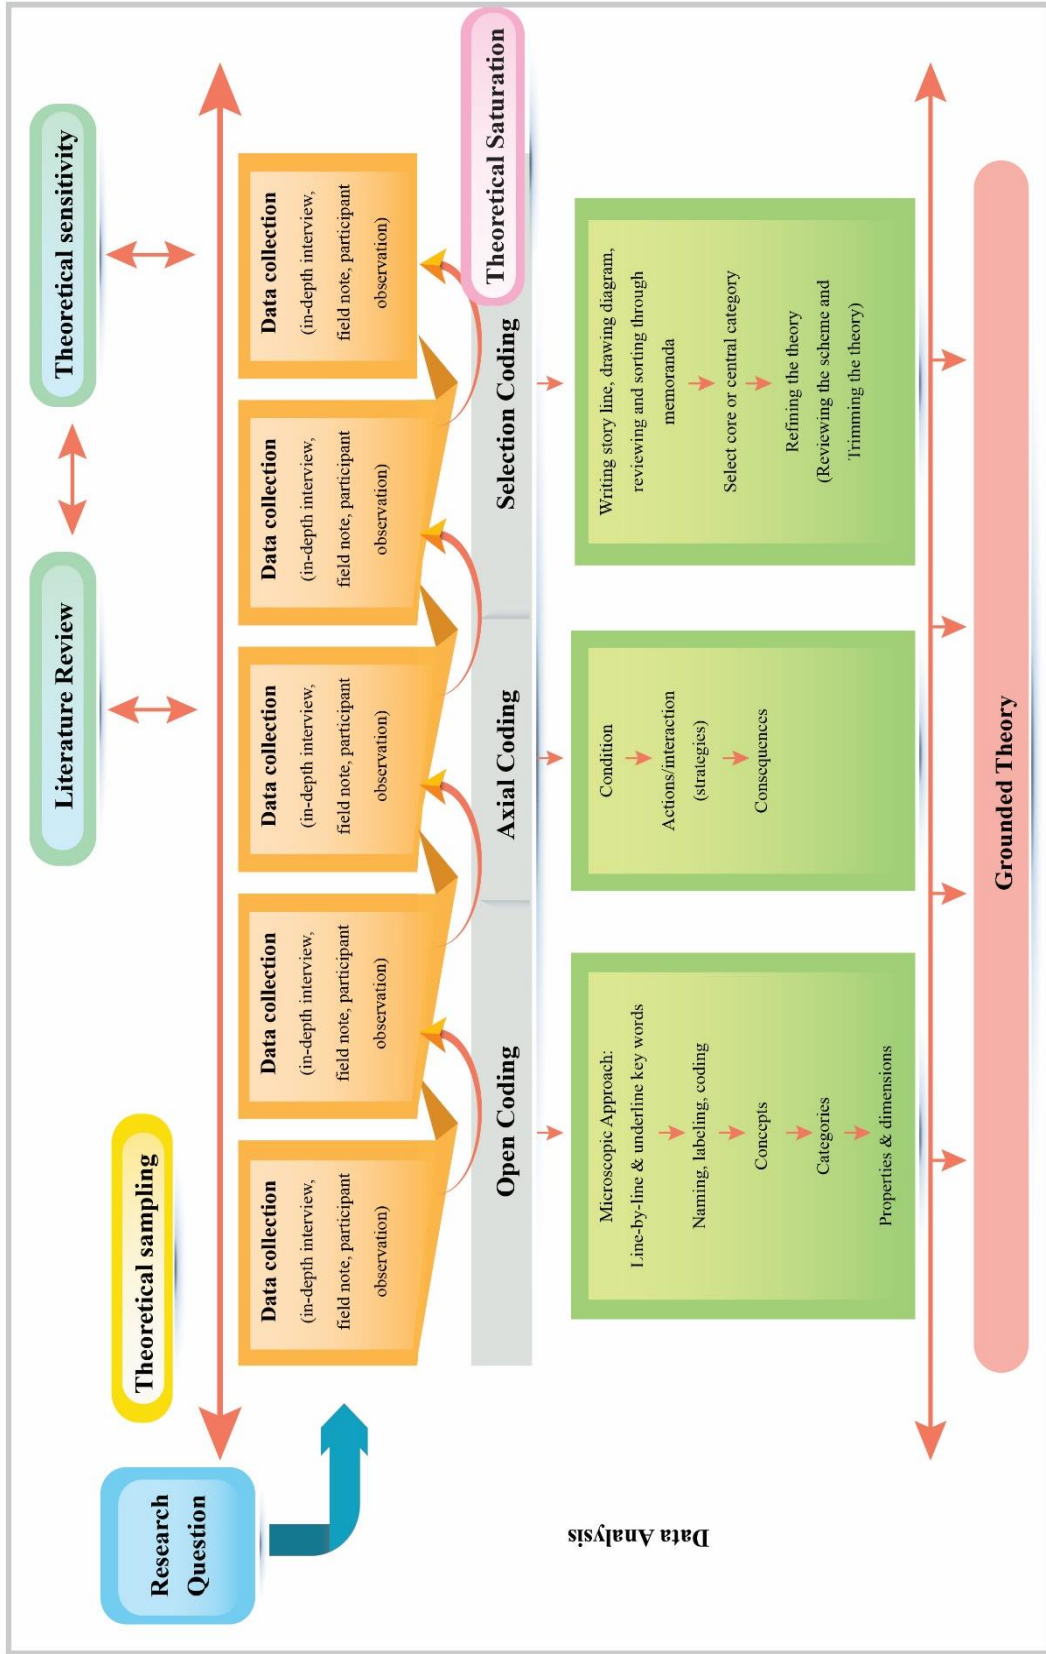 Research
Question
Theoretical sampling
Literature Review
Theoretical sensitivity
Data collection
(in-depth interview,
field note, participant
observation)
Data collection
(in-depth interview,
field note, participant
observation)
Data collection
(in-depth interview,
field note, participant
observation)
Data collection
(in-depth interview,
field note, participant
observation)
Data collection
(in-depth interview,
field note, participant
observation)
Open Coding
Axial Coding
Selection Coding
Theoretical Saturation
Data Analysis
Microscopic Approach:
Line-by-line & underline key words
Naming, labeling, coding
Concepts
Categories
Properties & dimensions
Condition
Actions/interaction
(strategies)
Consequences
Writing story line, drawing diagram,
reviewing and sorting through
memoranda
Select core or central category
Refining the theory
(Reviewing the scheme and
Trimming the theory)
Grounded Theory